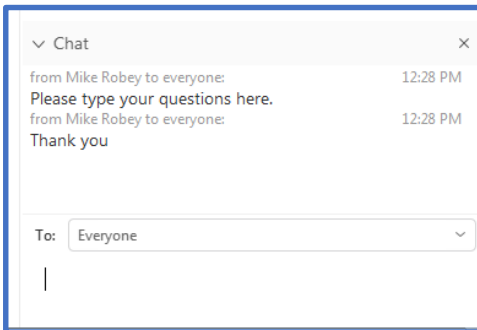 Chat
from Mike Robey to everyone: 12:28 PM
Please type your questions here.
from Mike Robey to everyone: 12:28 PM
Thank you
To: Everyone